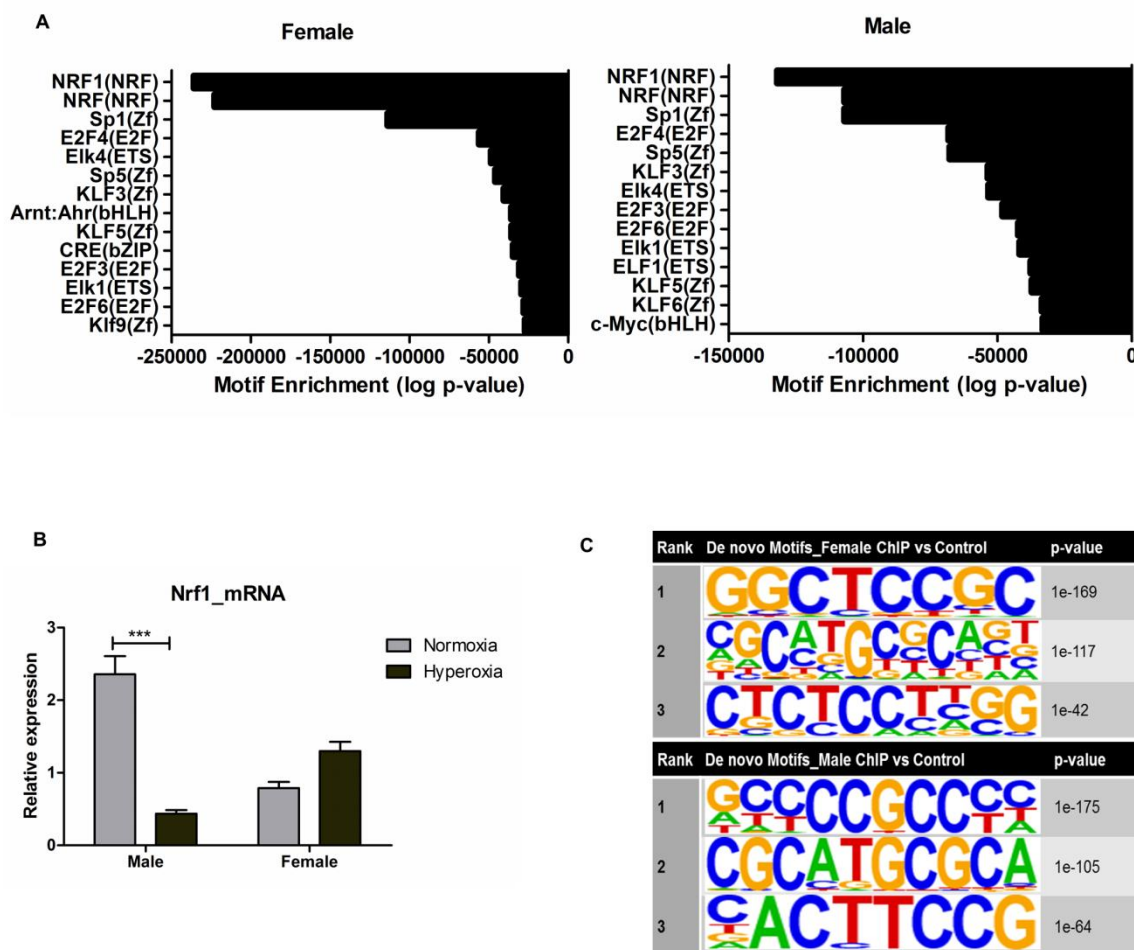 A
Female
NRF1(NRF)
NRF(NRF)
Sp1(Zf)
E2F4(E2F)
Elk4(ETS)
Sp5(Zf)
KLF3(Zf)
Arnt:Ahr(bHLH)
KLF5(Zf)
CRE(bZIP)
E2F3(E2F)
Elk1(ETS)
E2F6(E2F)
Klf9(Zf)
-250000 -200000 -150000 -100000 -50000 0
Motif Enrichment (log p-value)
Male
NRF1(NRF)
NRF(NRF)
Sp1(Zf)
E2F4(E2F)
Sp5(Zf)
KLF3(Zf)
Elk4(ETS)
E2F3(E2F)
E2F6(E2F)
Elk1(ETS)
ELF1(ETS)
KLF5(Zf)
KLF6(Zf)
c-Myc(bHLH)
-150000 -100000 -50000 0
Motif Enrichment (log p-value)
B
Nrf1_mRNA
Relative expression
3
2
1
0
***
Normoxia
Hyperoxia
Male Female
C
Rank De novo Motifs_Female ChIP vs Control p-value
1 GGCTCCGC 1e-169
2 CGCATGCGCAGT 1e-117
3 CTCTCCTTGG 1e-42
Rank De novo Motifs_Male ChIP vs Control p-value
1 GCCCCGCCCC 1e-175
2 CGCATGCGCA 1e-105
3 CACTTCCG 1e-64